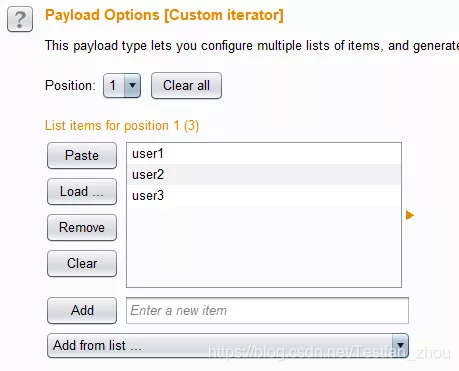 ?
Payload Options [Custom iterator]
This payload type lets you configure multiple lists of items, and generate
Position: 1 Clear all
List items for position 1 (3)
Paste
Load ...
Remove
Clear
user1
user2
user3
Add Enter a new item
Add from list ...
https://blog.csdn.net/Testfan_zhou